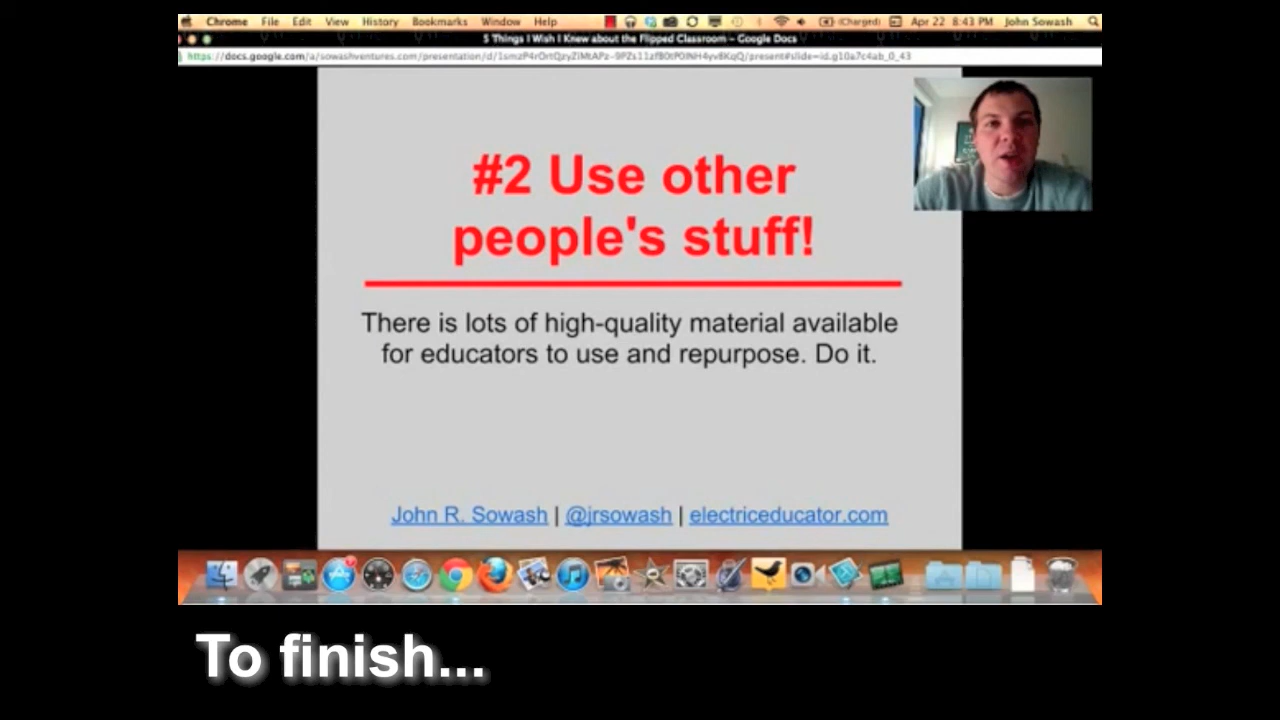 Chrome File Edit View History Bookmarks Window Help (Charged) Apr 22 8:43 PM John Sowash
5 Things I Wish I Knew about the Flipped Classroom – Google Docs
#2 Use other
people's stuff!
There is lots of high-quality material available
for educators to use and repurpose. Do it.
John R. Sowash | @jrsowash | electriceducator.com
To finish...